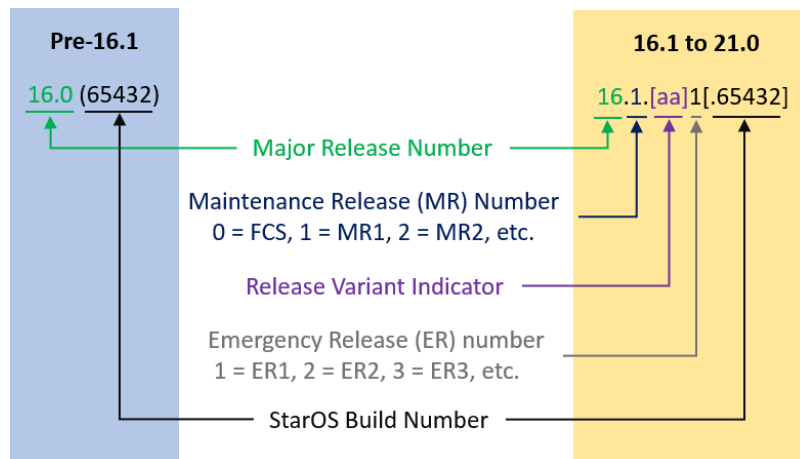 Pre-16.1
16.1 to 21.0
16.0 (65432)
16.1.[aa]1[.65432]
Major Release Number
Maintenance Release (MR) Number
0 = FCS, 1 = MR1, 2 = MR2, etc.
Release Variant Indicator
Emergency Release (ER) number
1 = ER1, 2 = ER2, 3 = ER3, etc.
StarOS Build Number